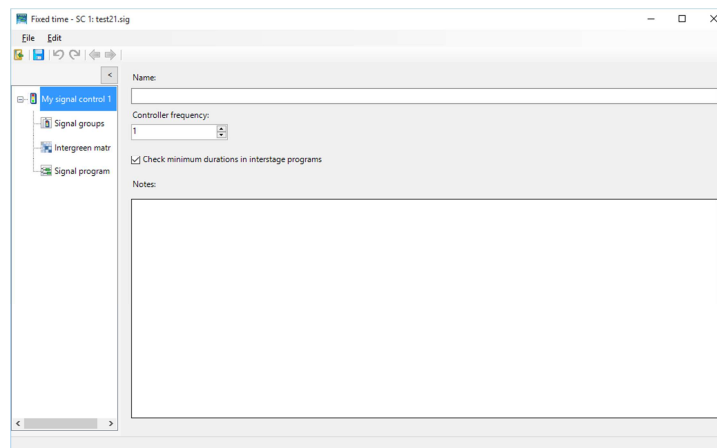 Fixed time - SC 1: test21.sig
File Edit
<
Name:
My signal control 1
Controller frequency:
Signal groups
1
Intergreen matr
Check minimum durations in interstage programs
Signal program
Notes: